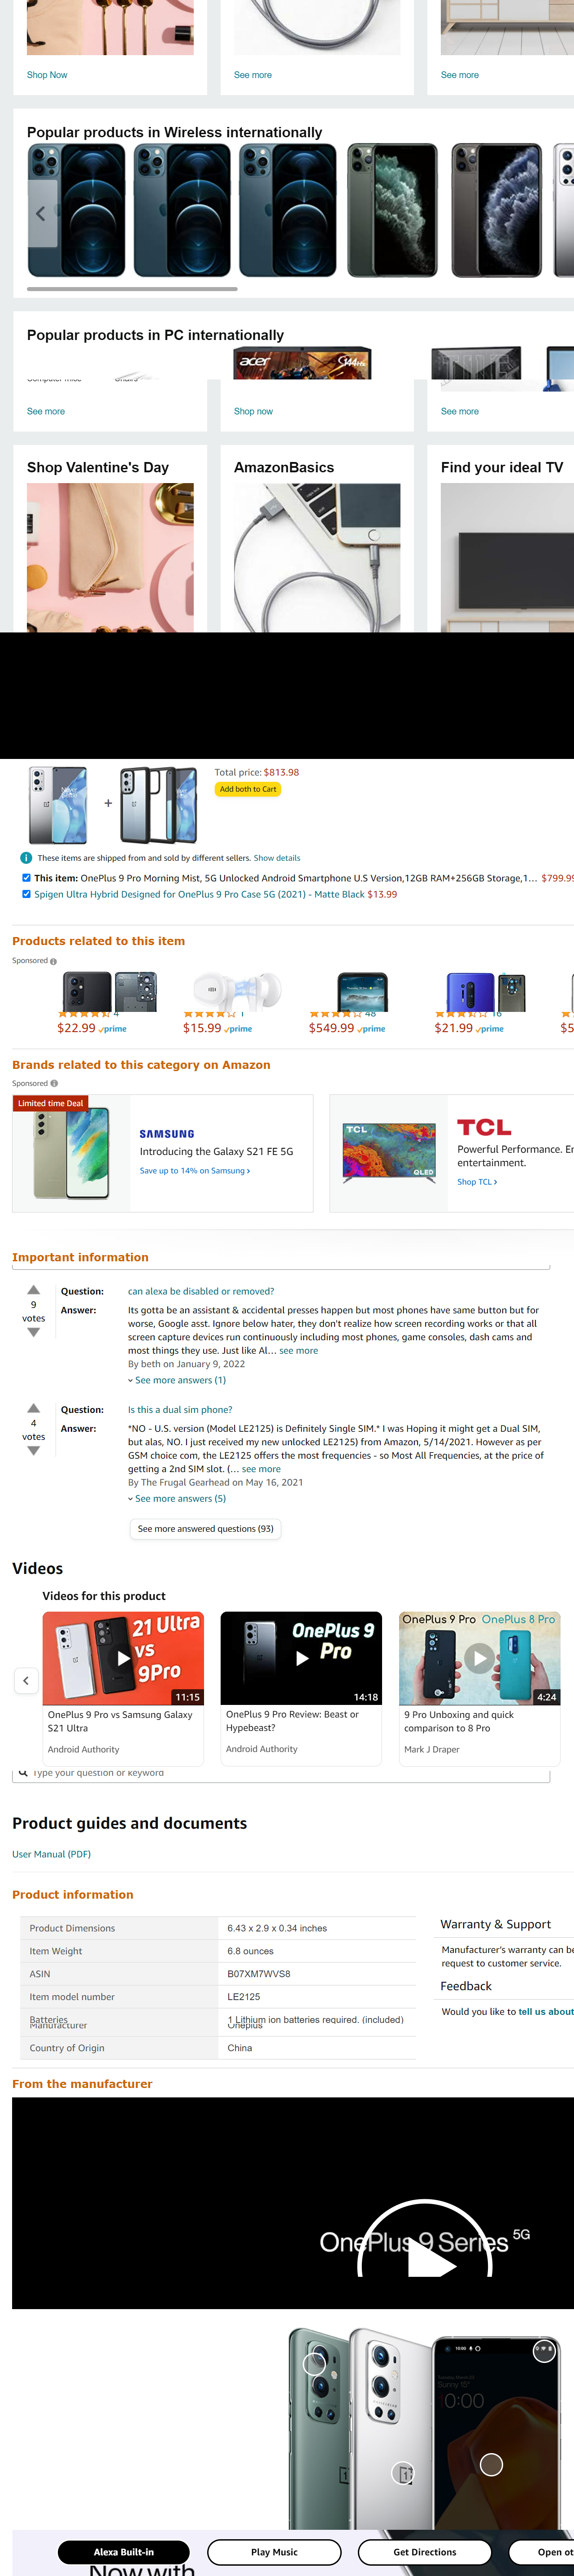 Shop Now
See more
See more
Popular products in Wireless internationally
Popular products in PC internationally
acer
144Hz
See more
Shop now
See more
Shop Valentine's Day
AmazonBasics
Find your ideal TV
Total price: $813.98
+
Add both to Cart
These items are shipped from and sold by different sellers. Show details
This item: OnePlus 9 Pro Morning Mist, 5G Unlocked Android Smartphone U.S Version,12GB RAM+256GB Storage,1… $799.99
Spigen Ultra Hybrid Designed for OnePlus 9 Pro Case 5G (2021) - Matte Black $13.99
Products related to this item
Sponsored
4
1
48
16
$22.99 prime
$15.99 prime
$549.99 prime
$21.99 prime
$5
Brands related to this category on Amazon
Sponsored
Limited time Deal
SAMSUNG
Introducing the Galaxy S21 FE 5G
Save up to 14% on Samsung ›
TCL
QLED
TCL
Powerful Performance. En
entertainment.
Shop TCL ›
Important information
9
votes
Question: can alexa be disabled or removed?
Answer: Its gotta be an assistant & accidental presses happen but most phones have same button but for
worse, Google asst. Ignore below hater, they don't realize how screen recording works or that all
screen capture devices run continuously including most phones, game consoles, dash cams and
most things they use. Just like Al… see more
By beth on January 9, 2022
See more answers (1)
4
votes
Question: Is this a dual sim phone?
Answer: *NO - U.S. version (Model LE2125) is Definitely Single SIM.* I was Hoping it might get a Dual SIM,
but alas, NO. I just received my new unlocked LE2125) from Amazon, 5/14/2021. However as per
GSM choice com, the LE2125 offers the most frequencies - so Most All Frequencies, at the price of
getting a 2nd SIM slot. (… see more
By The Frugal Gearhead on May 16, 2021
See more answers (5)
See more answered questions (93)
Videos
Videos for this product
21 Ultra
vs
9Pro
11:15
OnePlus 9 Pro vs Samsung Galaxy
S21 Ultra
Android Authority
OnePlus 9
Pro
14:18
OnePlus 9 Pro Review: Beast or
Hypebeast?
Android Authority
OnePlus 9 Pro OnePlus 8 Pro
4:24
9 Pro Unboxing and quick
comparison to 8 Pro
Mark J Draper
Type your question or keyword
Product guides and documents
User Manual (PDF)
Product information
Product Dimensions 6.43 x 2.9 x 0.34 inches
Item Weight 6.8 ounces
ASIN B07XM7WVS8
Item model number LE2125
Batteries 1 Lithium ion batteries required. (included)
Manufacturer Oneplus
Country of Origin China
Warranty & Support
Manufacturer's warranty can be
request to customer service.
Feedback
Would you like to tell us about
From the manufacturer
OnePlus 9 Series 5G
Alexa Built-in
Play Music
Get Directions
Open ot
Now with